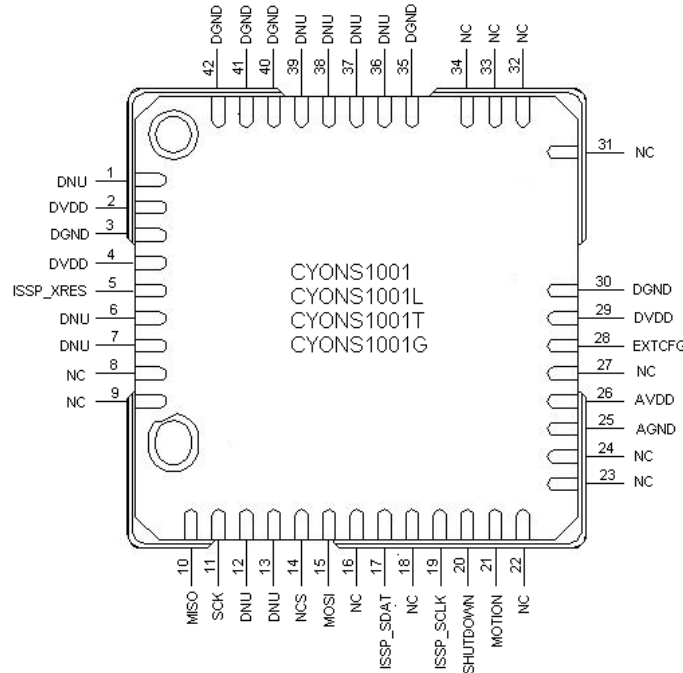 DGND DGND DGND DNU DNU DNU DNU DGND NC NC NC
42 41 40 39 38 37 36 35 34 33 32
31 NC
DNU 1
DVDD 2
DGND 3
DVDD 4
ISSP_XRES 5
DNU 6
DNU 7
NC 8
NC 9
CYONS1001
CYONS1001L
CYONS1001T
CYONS1001G
30 DGND
29 DVDD
28 EXTCFG
27 NC
26 AVDD
25 AGND
24 NC
23 NC
10 11 12 13 14 15 16 17 18 19 20 21 22
MISO SCK DNU DNU NCS MOSI NC ISSP_SDAT NC ISSP_SCLK SHUTDOWN MOTION NC